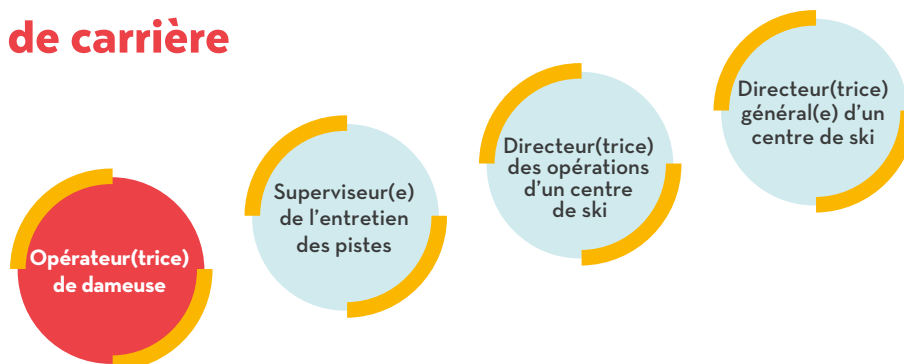 de carrière
Opérateur(trice)
de dameuse
Superviseur(e)
de l'entretien
des pistes
Directeur(trice)
des opérations
d'un centre
de ski
Directeur(trice)
général(e) d'un
centre de ski